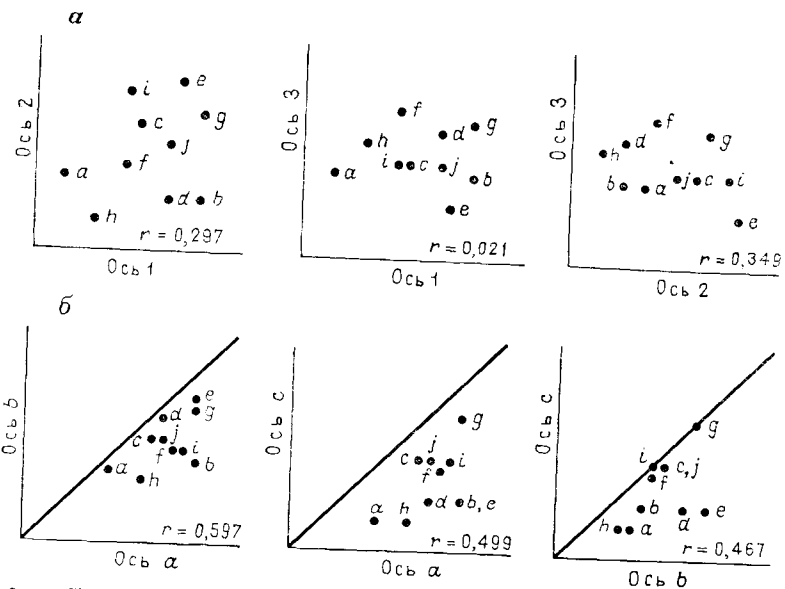 а
Ось 2
i
e
c
g
j
f
a
d
b
h
r = 0,297
Ось 1
Ось 3
f
g
d
h
i
c
j
a
b
e
r = 0,021
Ось 1
Ось 3
f
d
g
h
b
a
j
c
i
e
r = 0,349
Ось 2
б
Ось b
e
g
d
c
j
f
i
b
a
h
r = 0,597
Ось a
Ось c
g
j
c
i
f
a
h
d
b, e
r = 0,499
Ось a
Ось c
g
i
c, j
f
b
d
e
h
a
r = 0,467
Ось b